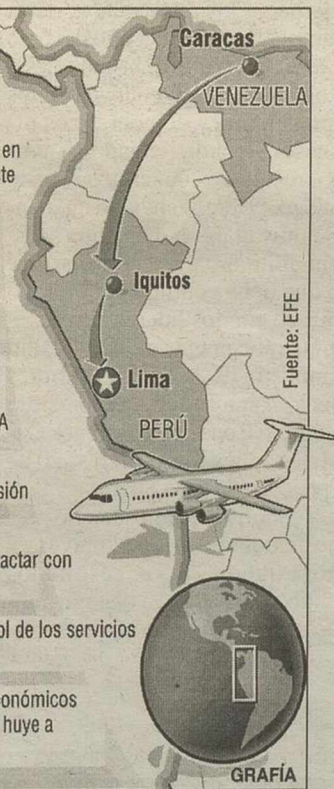 Caracas
VENEZUELA
en
te
Iquitos
Fuente: EFE
Lima
A
PERÚ
sión
actar con
ol de los servicios
onómicos
huye a
GRAFÍA